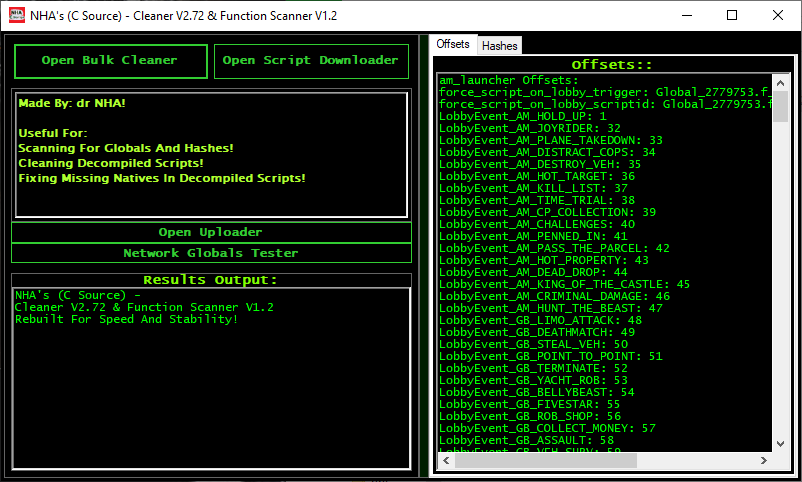 NHA
NHA's (C Source) - Cleaner V2.72 & Function Scanner V1.2
Open Bulk Cleaner
Open Script Downloader
Made By: dr NHA!
Useful For:
Scanning For Globals And Hashes!
Cleaning Decompiled Scripts!
Fixing Missing Natives In Decompiled Scripts!
Open Uploader
Network Globals Tester
Results Output:
NHA's (C Source) -
Cleaner V2.72 & Function Scanner V1.2
Rebuilt For Speed And Stability!
Offsets
Hashes
Offsets::
am_launcher Offsets:
force_script_on_lobby_trigger: Global_2779753.f_
force_script_on_lobby_scriptid: Global_2779753.f
LobbyEvent_AM_HOLD_UP: 1
LobbyEvent_AM_JOYRIDER: 32
LobbyEvent_AM_PLANE_TAKEDOWN: 33
LobbyEvent_AM_DISTRACT_COPS: 34
LobbyEvent_AM_DESTROY_VEH: 35
LobbyEvent_AM_HOT_TARGET: 36
LobbyEvent_AM_KILL_LIST: 37
LobbyEvent_AM_TIME_TRIAL: 38
LobbyEvent_AM_CP_COLLECTION: 39
LobbyEvent_AM_CHALLENGES: 40
LobbyEvent_AM_PENNED_IN: 41
LobbyEvent_AM_PASS_THE_PARCEL: 42
LobbyEvent_AM_HOT_PROPERTY: 43
LobbyEvent_AM_DEAD_DROP: 44
LobbyEvent_AM_KING_OF_THE_CASTLE: 45
LobbyEvent_AM_CRIMINAL_DAMAGE: 46
LobbyEvent_AM_HUNT_THE_BEAST: 47
LobbyEvent_GB_LIMO_ATTACK: 48
LobbyEvent_GB_DEATHMATCH: 49
LobbyEvent_GB_STEAL_VEH: 50
LobbyEvent_GB_POINT_TO_POINT: 51
LobbyEvent_GB_TERMINATE: 52
LobbyEvent_GB_YACHT_ROB: 53
LobbyEvent_GB_BELLYBEAST: 54
LobbyEvent_GB_FIVESTAR: 55
LobbyEvent_GB_ROB_SHOP: 56
LobbyEvent_GB_COLLECT_MONEY: 57
LobbyEvent_GB_ASSAULT: 58
LobbyEvent_GB_VEH_SURV: 59